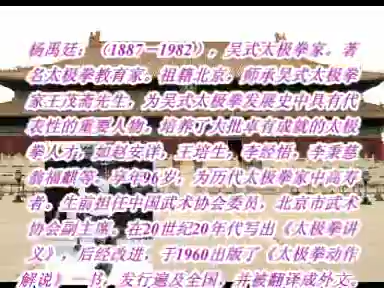 杨禹廷：（1887－1982），吴式太极拳家。著
名太极拳教育家。祖籍北京，师承吴式太极拳
家王茂斋先生，为吴式太极拳发展史中具有代
表性的重要人物，培养了大批卓有成就的太极
拳人才，如赵安详，王培生，李经悟，李秉慈
翁福麒等，享年96岁，为历代太极拳家中高寿
者。生前担任中国武术协会委员，北京市武术
协会副主席。在20世纪20年代写出《太极拳讲
义》，后经改进，于1960出版了《太极拳动作
解说》一书，发行遍及全国，并被翻译成外文。